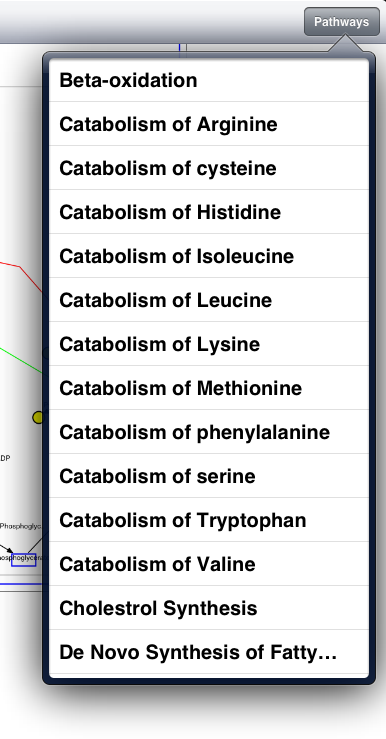 Pathways
Beta-oxidation
Catabolism of Arginine
Catabolism of cysteine
Catabolism of Histidine
Catabolism of Isoleucine
Catabolism of Leucine
Catabolism of Lysine
Catabolism of Methionine
Catabolism of phenylalanine
DP
Catabolism of serine
Catabolism of Tryptophan
Phosphoglyc
Catabolism of Valine
osphoglycera
Cholestrol Synthesis
De Novo Synthesis of Fatty…